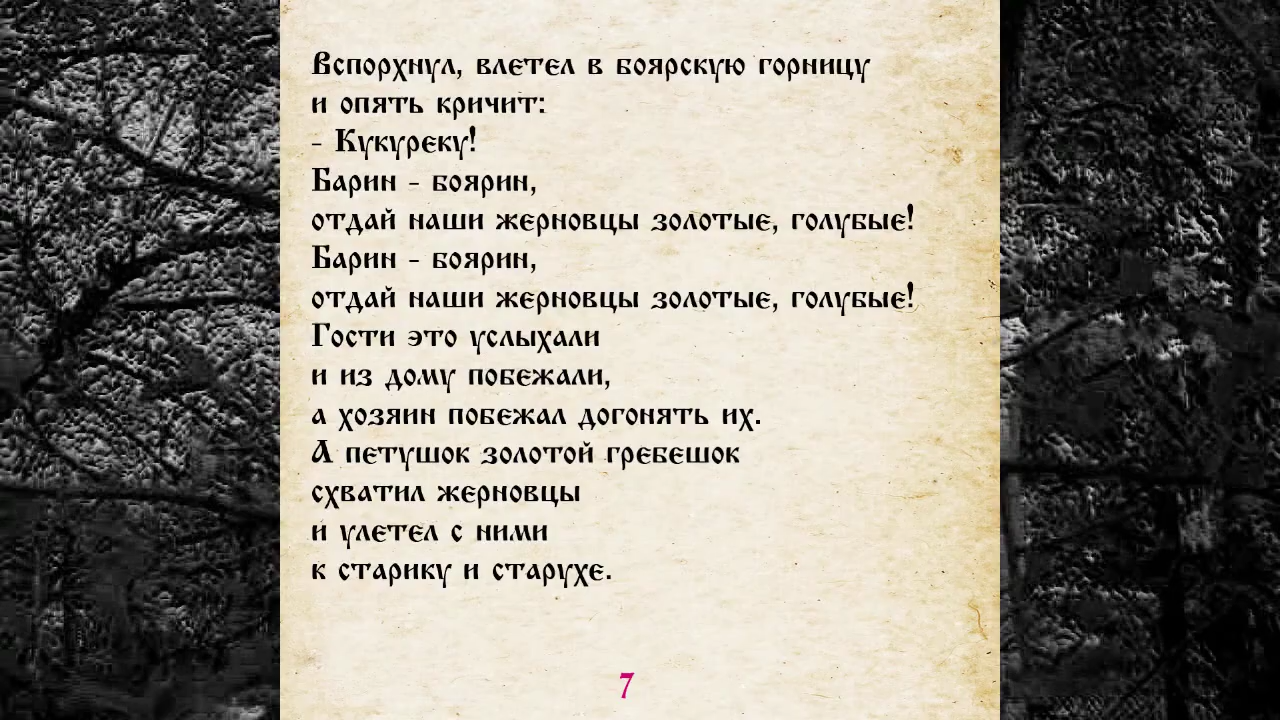 Вспорхнул, влетел в боярскую горницу
и опять кричит:
- Кукуреку!
Барин - боярин,
отдай наши жерновцы золотые, голубые!
Барин - боярин,
отдай наши жерновцы золотые, голубые!
Гости это услыхали
и из дому побежали,
а хозяин побежал догонять их.
А петушок золотой гребешок
схватил жерновцы
и улетел с ними
к старику и старухе.
7